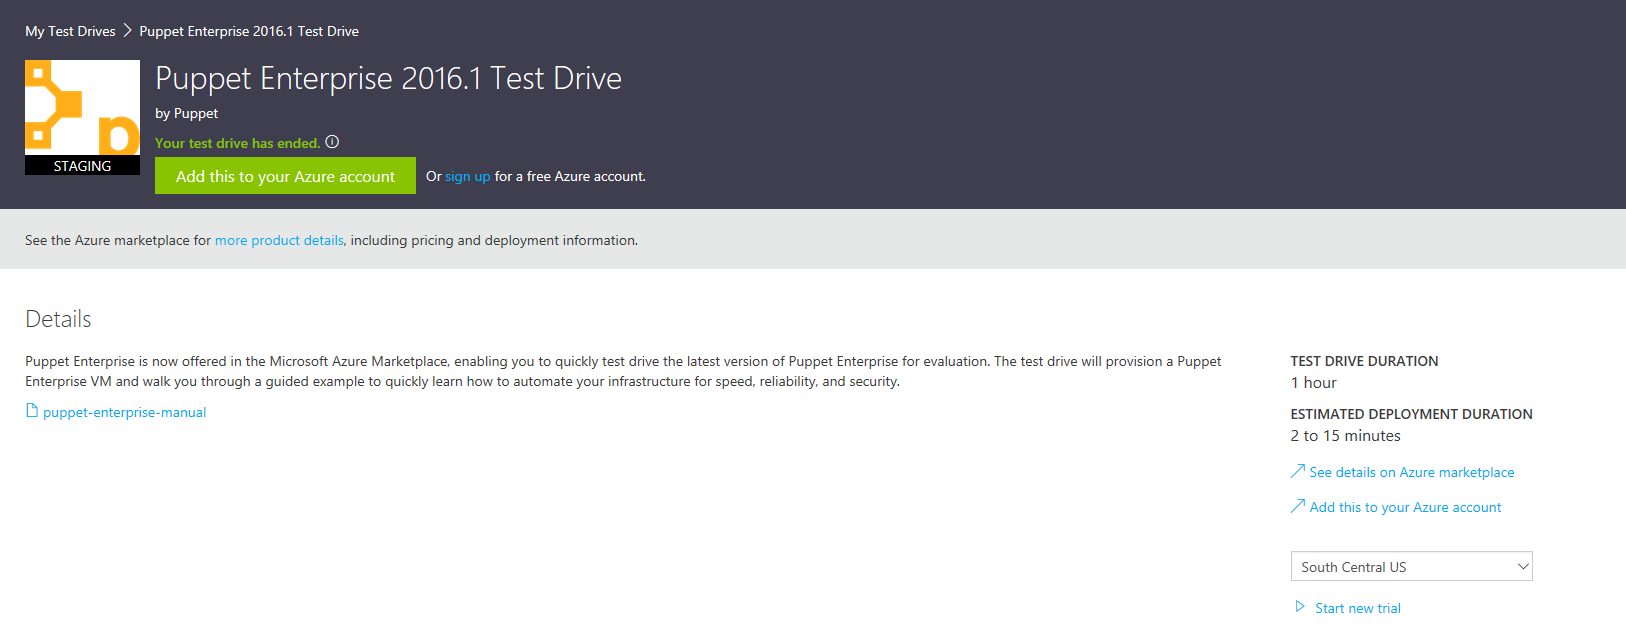 My Test Drives > Puppet Enterprise 2016.1 Test Drive
Puppet Enterprise 2016.1 Test Drive
by Puppet
p
STAGING
Your test drive has ended.
Add this to your Azure account
Or sign up for a free Azure account.
See the Azure marketplace for more product details, including pricing and deployment information.
Details
Puppet Enterprise is now offered in the Microsoft Azure Marketplace, enabling you to quickly test drive the latest version of Puppet Enterprise for evaluation. The test drive will provision a Puppet
Enterprise VM and walk you through a guided example to quickly learn how to automate your infrastructure for speed, reliability, and security.
puppet-enterprise-manual
TEST DRIVE DURATION
1 hour
ESTIMATED DEPLOYMENT DURATION
2 to 15 minutes
See details on Azure marketplace
Add this to your Azure account
South Central US
Start new trial